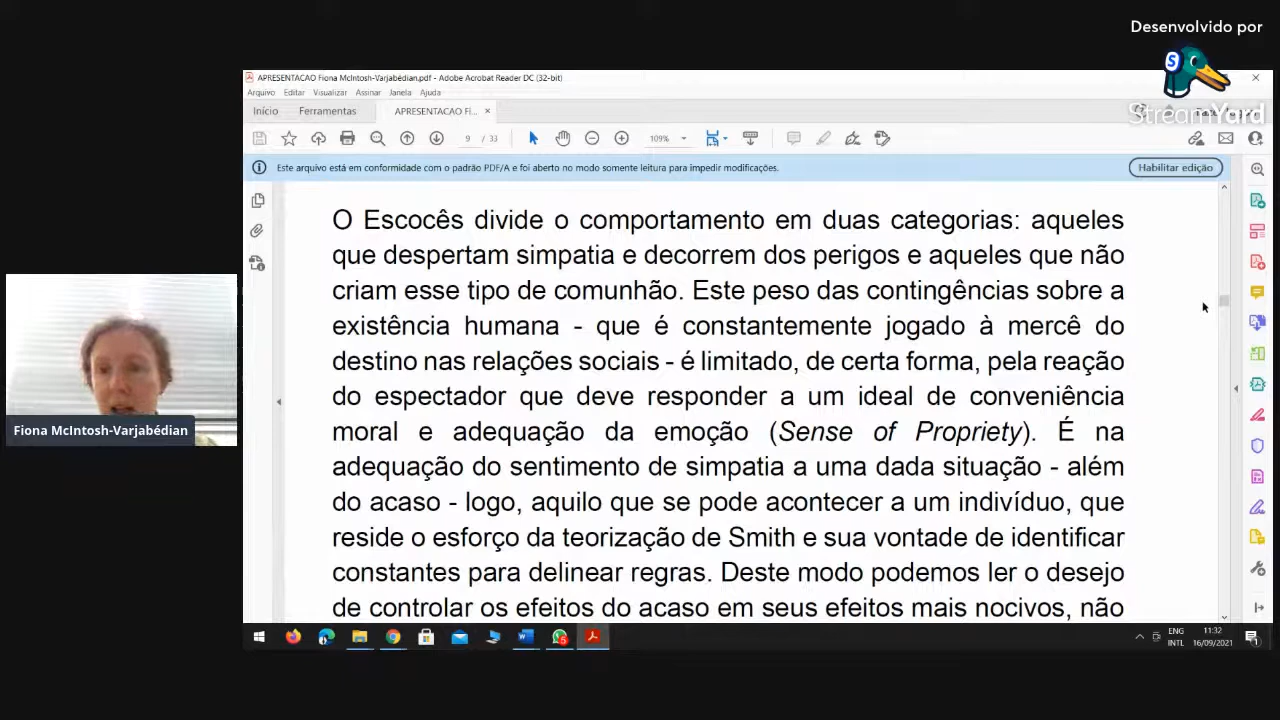 Desenvolvido por
StreamYard
APRESENTACAO Fiona McIntosh-Varjabédian.pdf - Adobe Acrobat Reader DC (32-bit)
Arquivo Editar Visualizar Assinar Janela Ajuda
Início Ferramentas APRESENTACAO Fi... ×
9 / 33 109%
Este arquivo está em conformidade com o padrão PDF/A e foi aberto no modo somente leitura para impedir modificações. Habilitar edição
O Escocês divide o comportamento em duas categorias: aqueles
que despertam simpatia e decorrem dos perigos e aqueles que não
criam esse tipo de comunhão. Este peso das contingências sobre a
existência humana - que é constantemente jogado à mercê do
destino nas relações sociais - é limitado, de certa forma, pela reação
do espectador que deve responder a um ideal de conveniência
moral e adequação da emoção (Sense of Propriety). É na
adequação do sentimento de simpatia a uma dada situação - além
do acaso - logo, aquilo que se pode acontecer a um indivíduo, que
reside o esforço da teorização de Smith e sua vontade de identificar
constantes para delinear regras. Deste modo podemos ler o desejo
de controlar os efeitos do acaso em seus efeitos mais nocivos, não
Fiona McIntosh-Varjabédian
ENG 11:32
INTL 16/09/2021